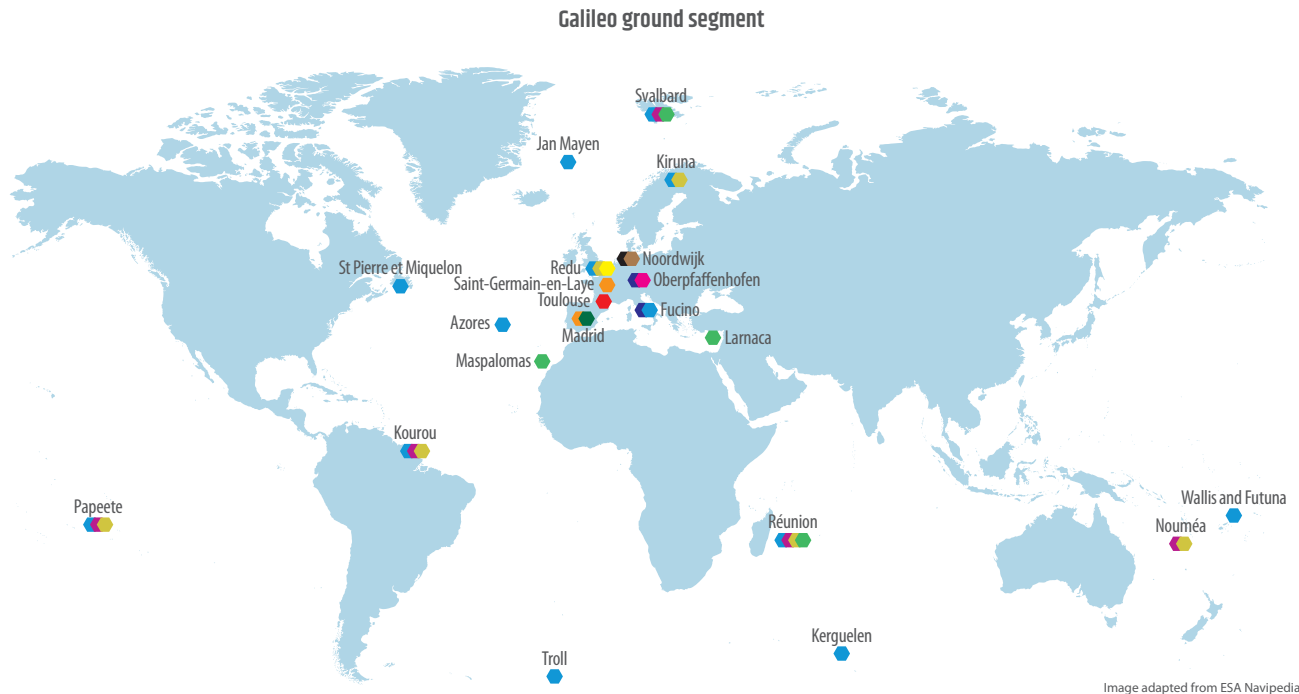 Galileo ground segment
Svalbard
Jan Mayen
Kiruna
Noordwijk
St Pierre et Miquelon
Redu
Oberpfaffenhofen
Saint-Germain-en-Laye
Toulouse
Fucino
Azores
Madrid
Larnaca
Maspalomas
Kourou
Papeete
Wallis and Futuna
Réunion
Nouméa
Kerguelen
Troll
Image adapted from ESA Navipedia